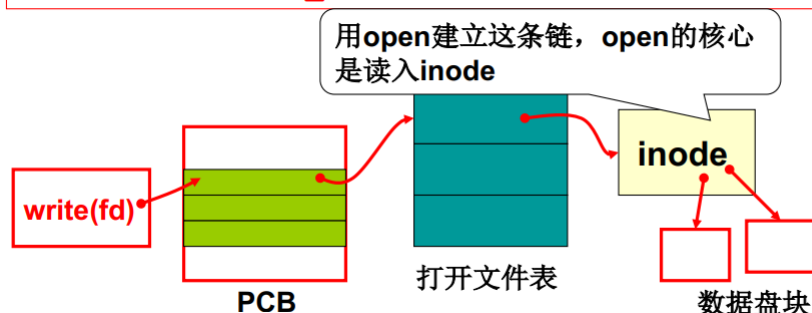 用open建立这条链，open的核心
是读入inode
inode
write(fd)
打开文件表
PCB
数据盘块